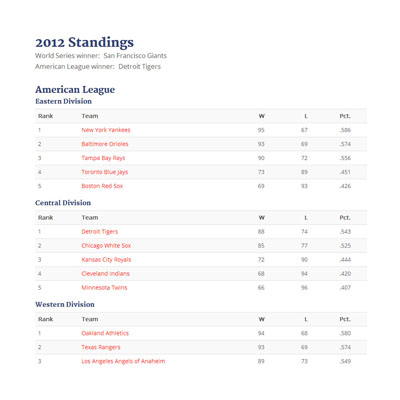 2012 Standings
World Series winner: San Francisco Giants
American League winner: Detroit Tigers
American League
Eastern Division
Rank Team W L Pct.
1 New York Yankees 95 67 .586
2 Baltimore Orioles 93 69 .574
3 Tampa Bay Rays 90 72 .556
4 Toronto Blue Jays 73 89 .451
5 Boston Red Sox 69 93 .426
Central Division
Rank Team W L Pct.
1 Detroit Tigers 88 74 .543
2 Chicago White Sox 85 77 .525
3 Kansas City Royals 72 90 .444
4 Cleveland Indians 68 94 .420
5 Minnesota Twins 66 96 .407
Western Division
Rank Team W L Pct.
1 Oakland Athletics 94 68 .580
2 Texas Rangers 93 69 .574
3 Los Angeles Angels of Anaheim 89 73 .549